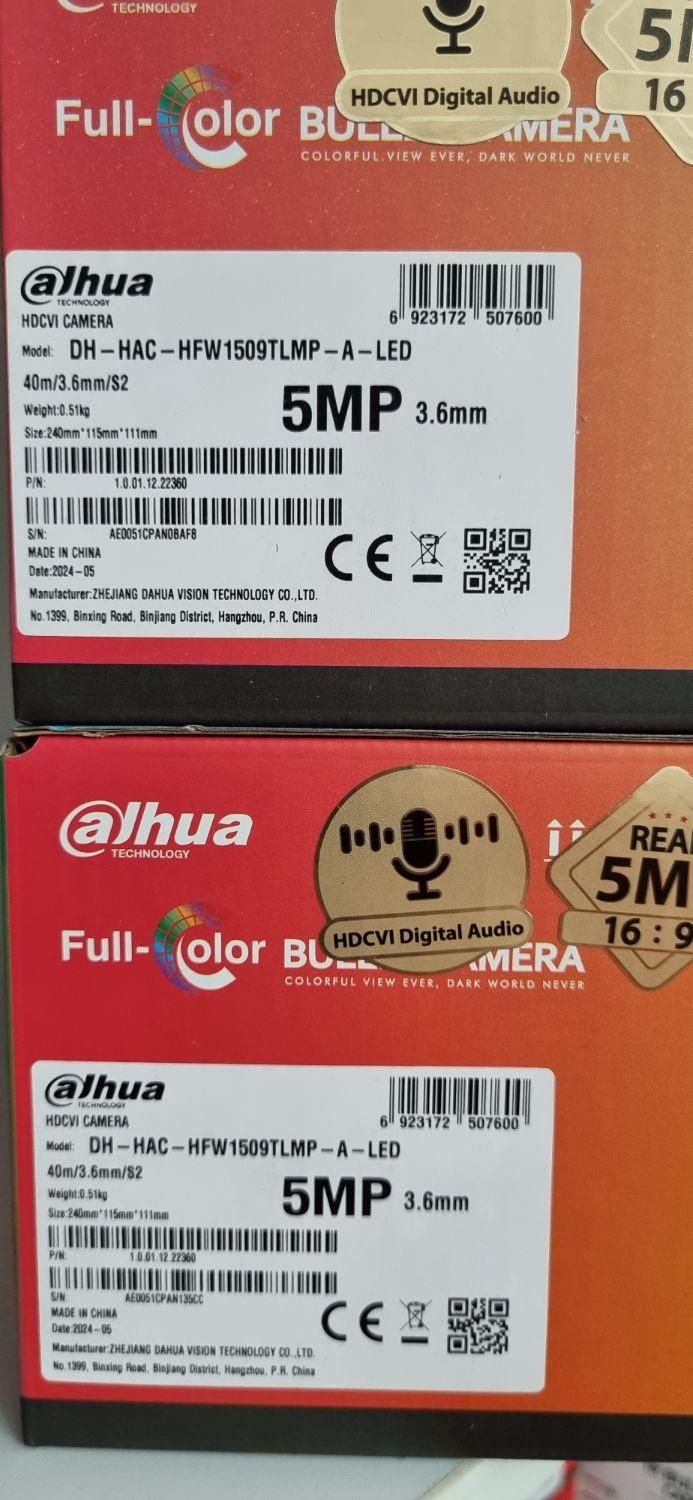 TECHNOLOGY
HDCVI Digital Audio
16
Full-Color
COLORFUL VIEW EVER, DARK WORLD NEVER
alhua
TECHNOLOGY
HDCVI CAMERA
6 923172 507600
Model: DH-HAC-HFW1509TLMP-A-LED
40m/3.6mm/S2
Weight:0.51kg
5MP 3.6mm
Size:240mm*115mm*111mm
P/N: 1.0.01.12.22360
S/N: AE0051CPAN08AF8
MADE IN CHINA
Date:2024-05
CE
Manufacturer:ZHEJIANG DAHUA VISION TECHNOLOGY CO.,LTD.
No.1399, Binxing Road, Binjiang District, Hangzhou, P.R. China
alhua
TECHNOLOGY
REA
5M
16:9
HDCVI Digital Audio
Full-Color
COLORFUL VIEW EVER, DARK WORLD NEVER
alhua
TECHNOLOGY
HDCVI CAMERA
6 923172 507600
Model: DH-HAC-HFW1509TLMP-A-LED
40m/3.6mm/S2
Weight:0.51kg
5MP 3.6mm
Size:240mm*115mm*111mm
P/N: 1.0.01.12.22360
S/N: AE0051CPAN135CC
MADE IN CHINA
Date:2024-05
CE
Manufacturer:ZHEJIANG DAHUA VISION TECHNOLOGY CO.,LTD.
No.1399, Binxing Road, Binjiang District, Hangzhou, P.R. China